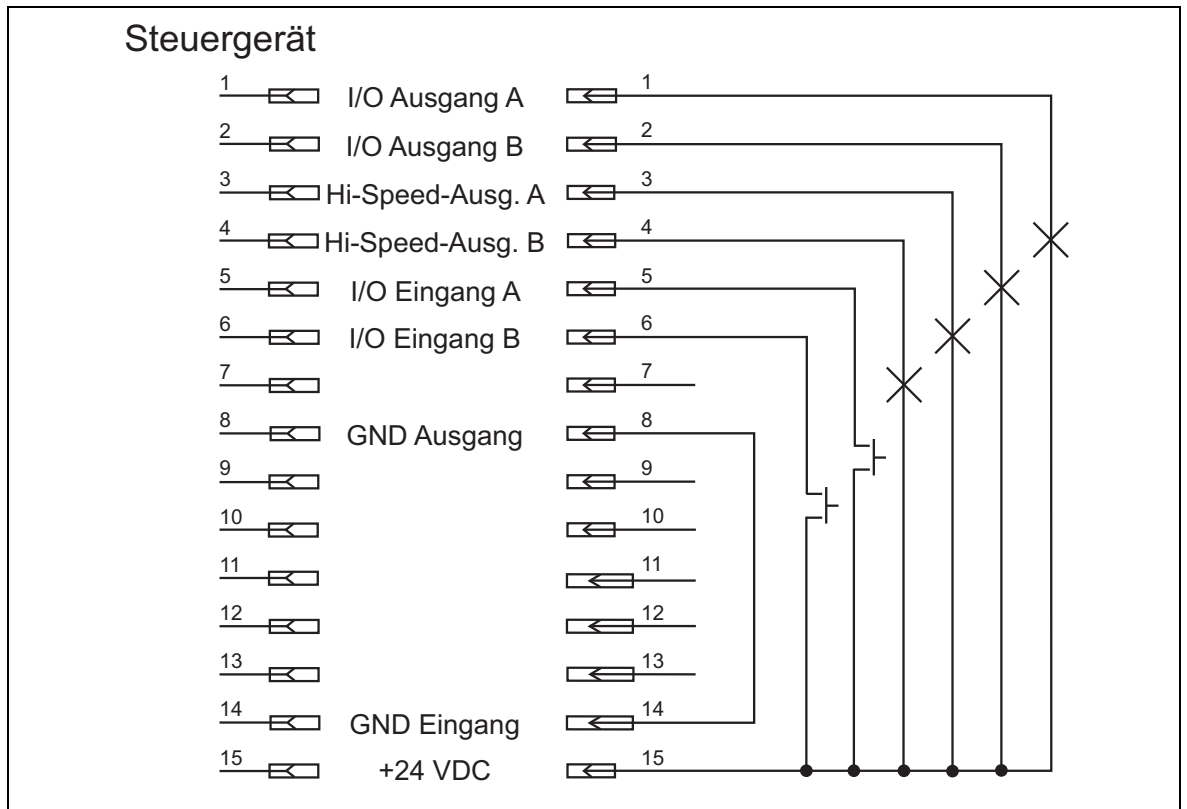 Steuergerät
1 I/O Ausgang A 1
2 I/O Ausgang B 2
3 Hi-Speed-Ausg. A 3
4 Hi-Speed-Ausg. B 4
5 I/O Eingang A 5
6 I/O Eingang B 6
7 7
8 GND Ausgang 8
9 9
10 10
11 11
12 12
13 13
14 GND Eingang 14
15 +24 VDC 15